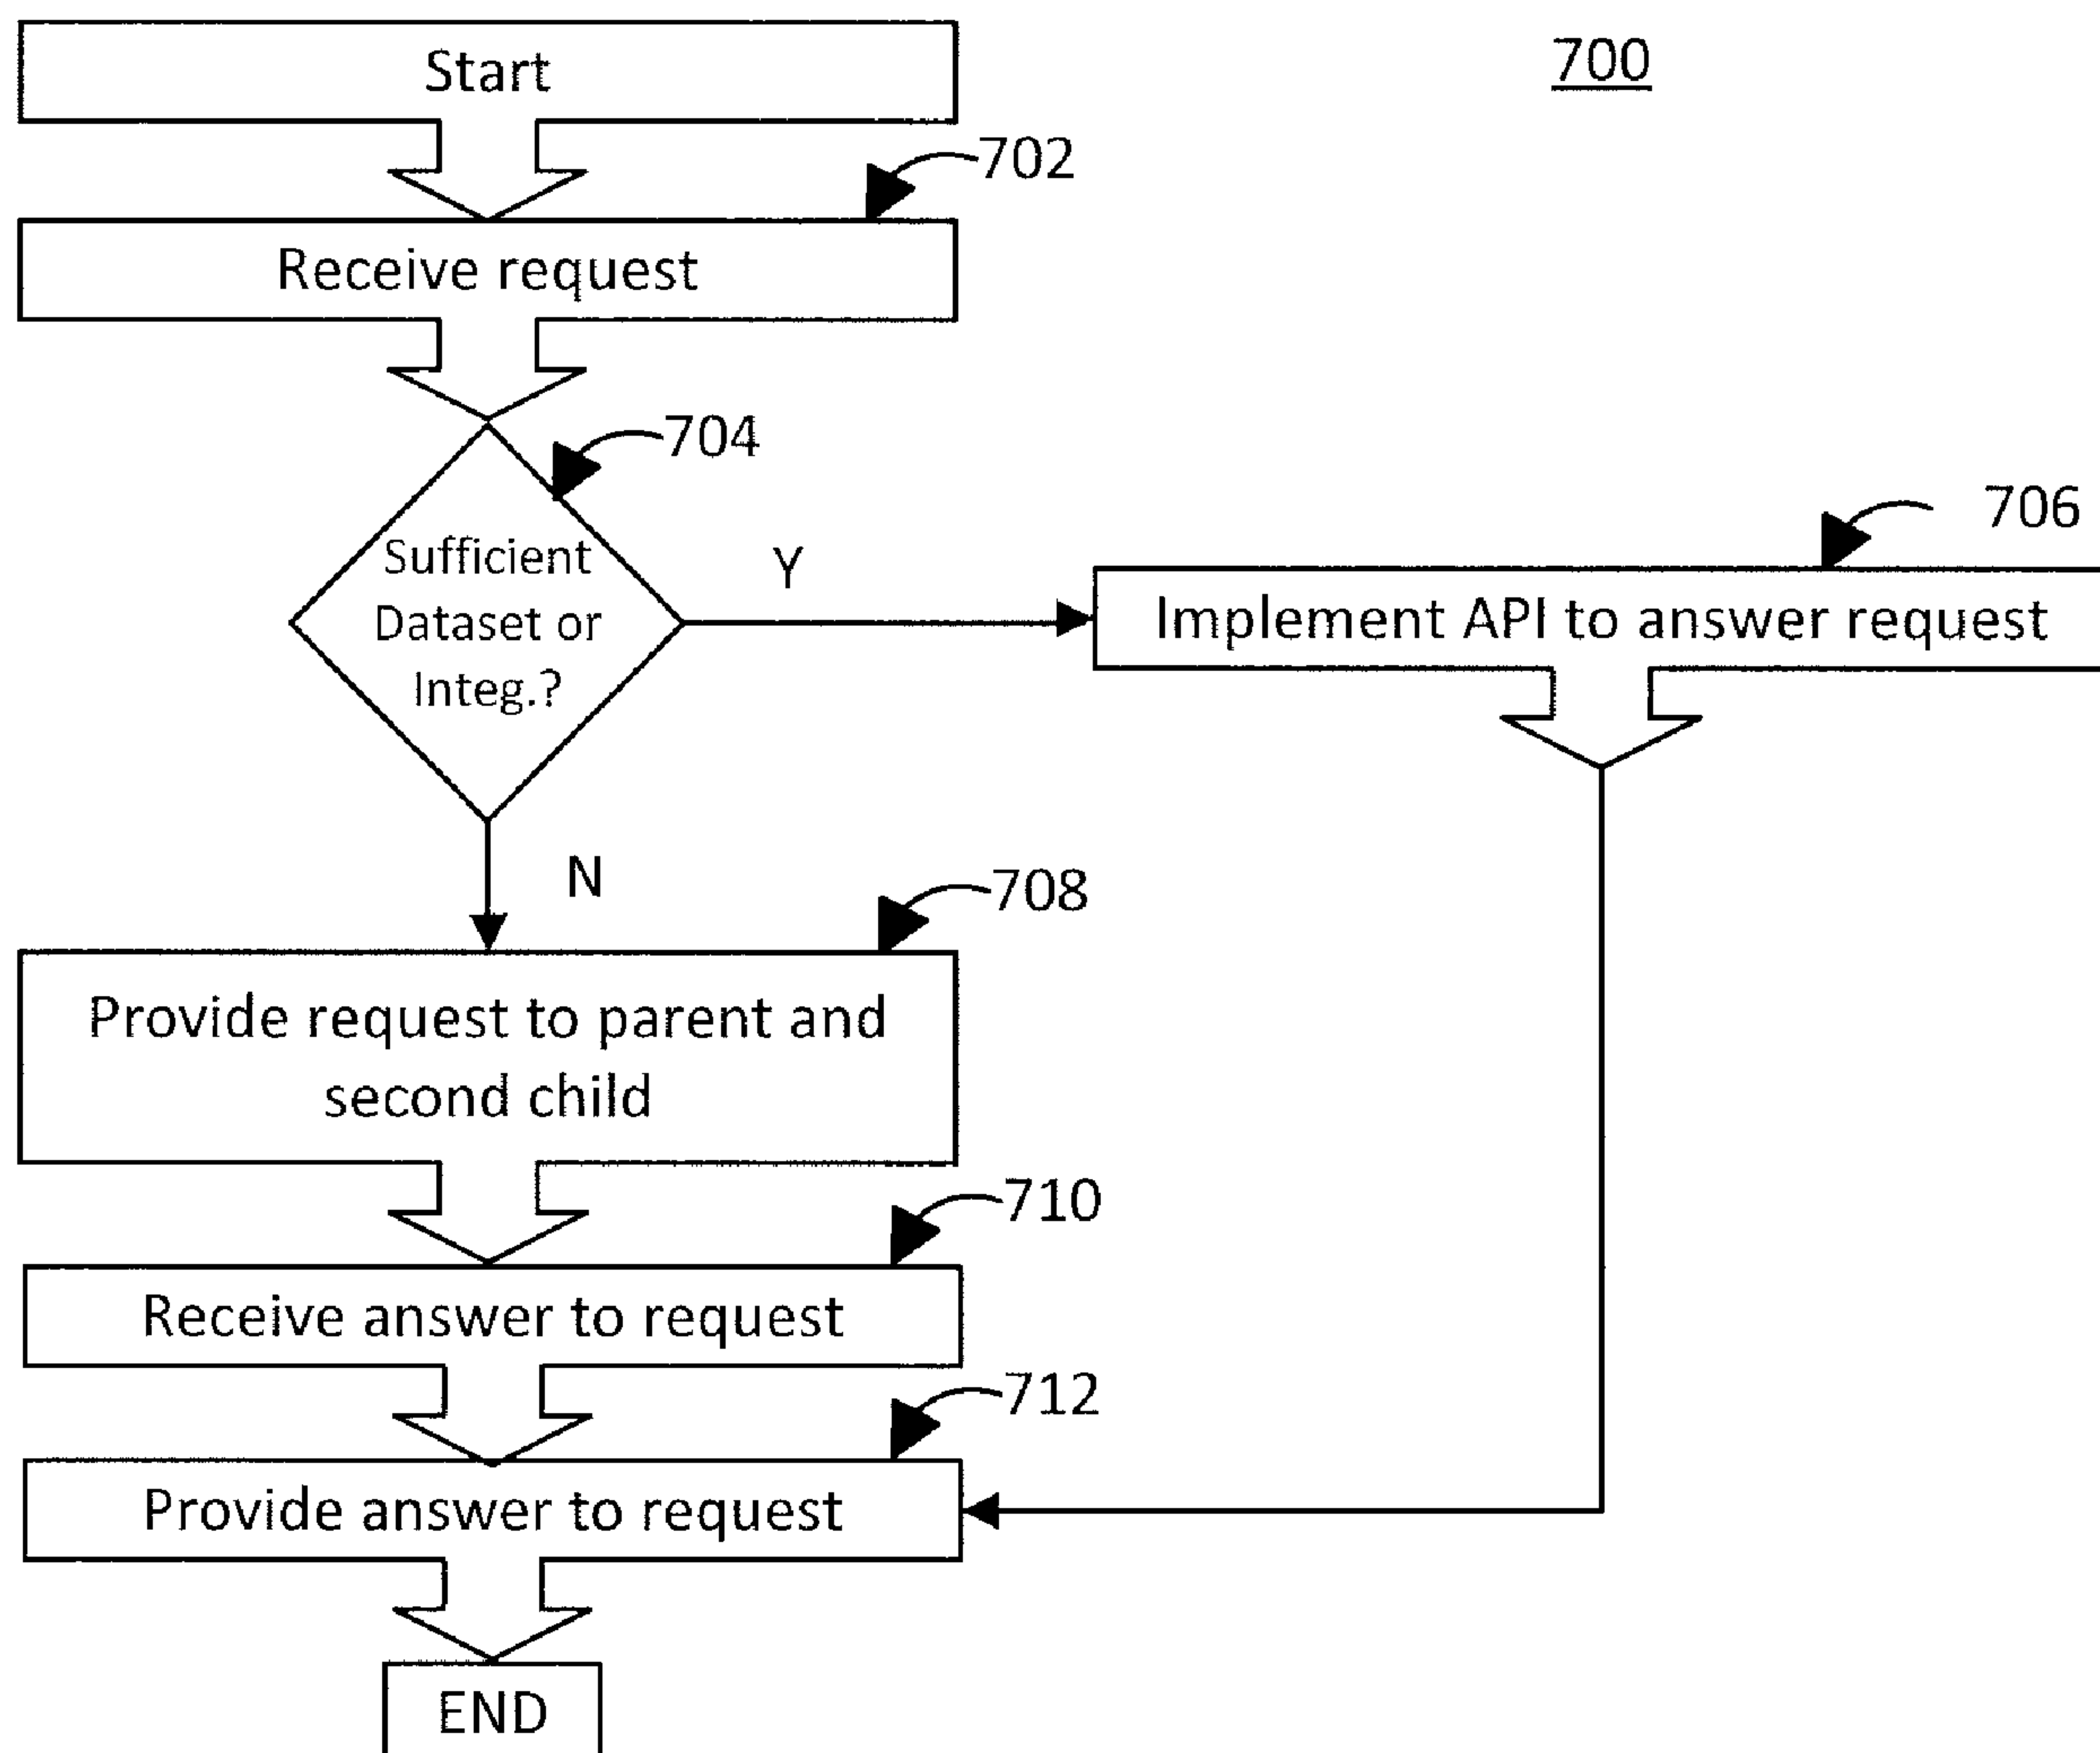 Start
700
702
Receive request
704
Sufficient
Dataset or
Integ.?
Y
706
Implement API to answer request
N
708
Provide request to parent and
second child
710
Receive answer to request
712
Provide answer to request
END